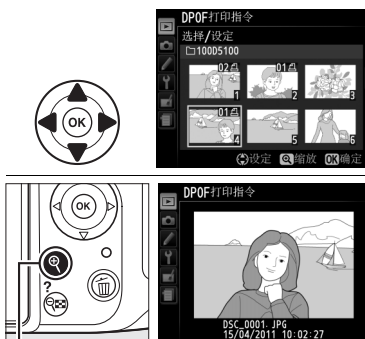 DPOF打印指令
选择/设定
100D5100
02 01
1 2 3
01
4 5 6
OK
设定 缩放 OK确定
DPOF打印指令
OK
?
DSC_0001. JPG
15/04/2011 10:02:27